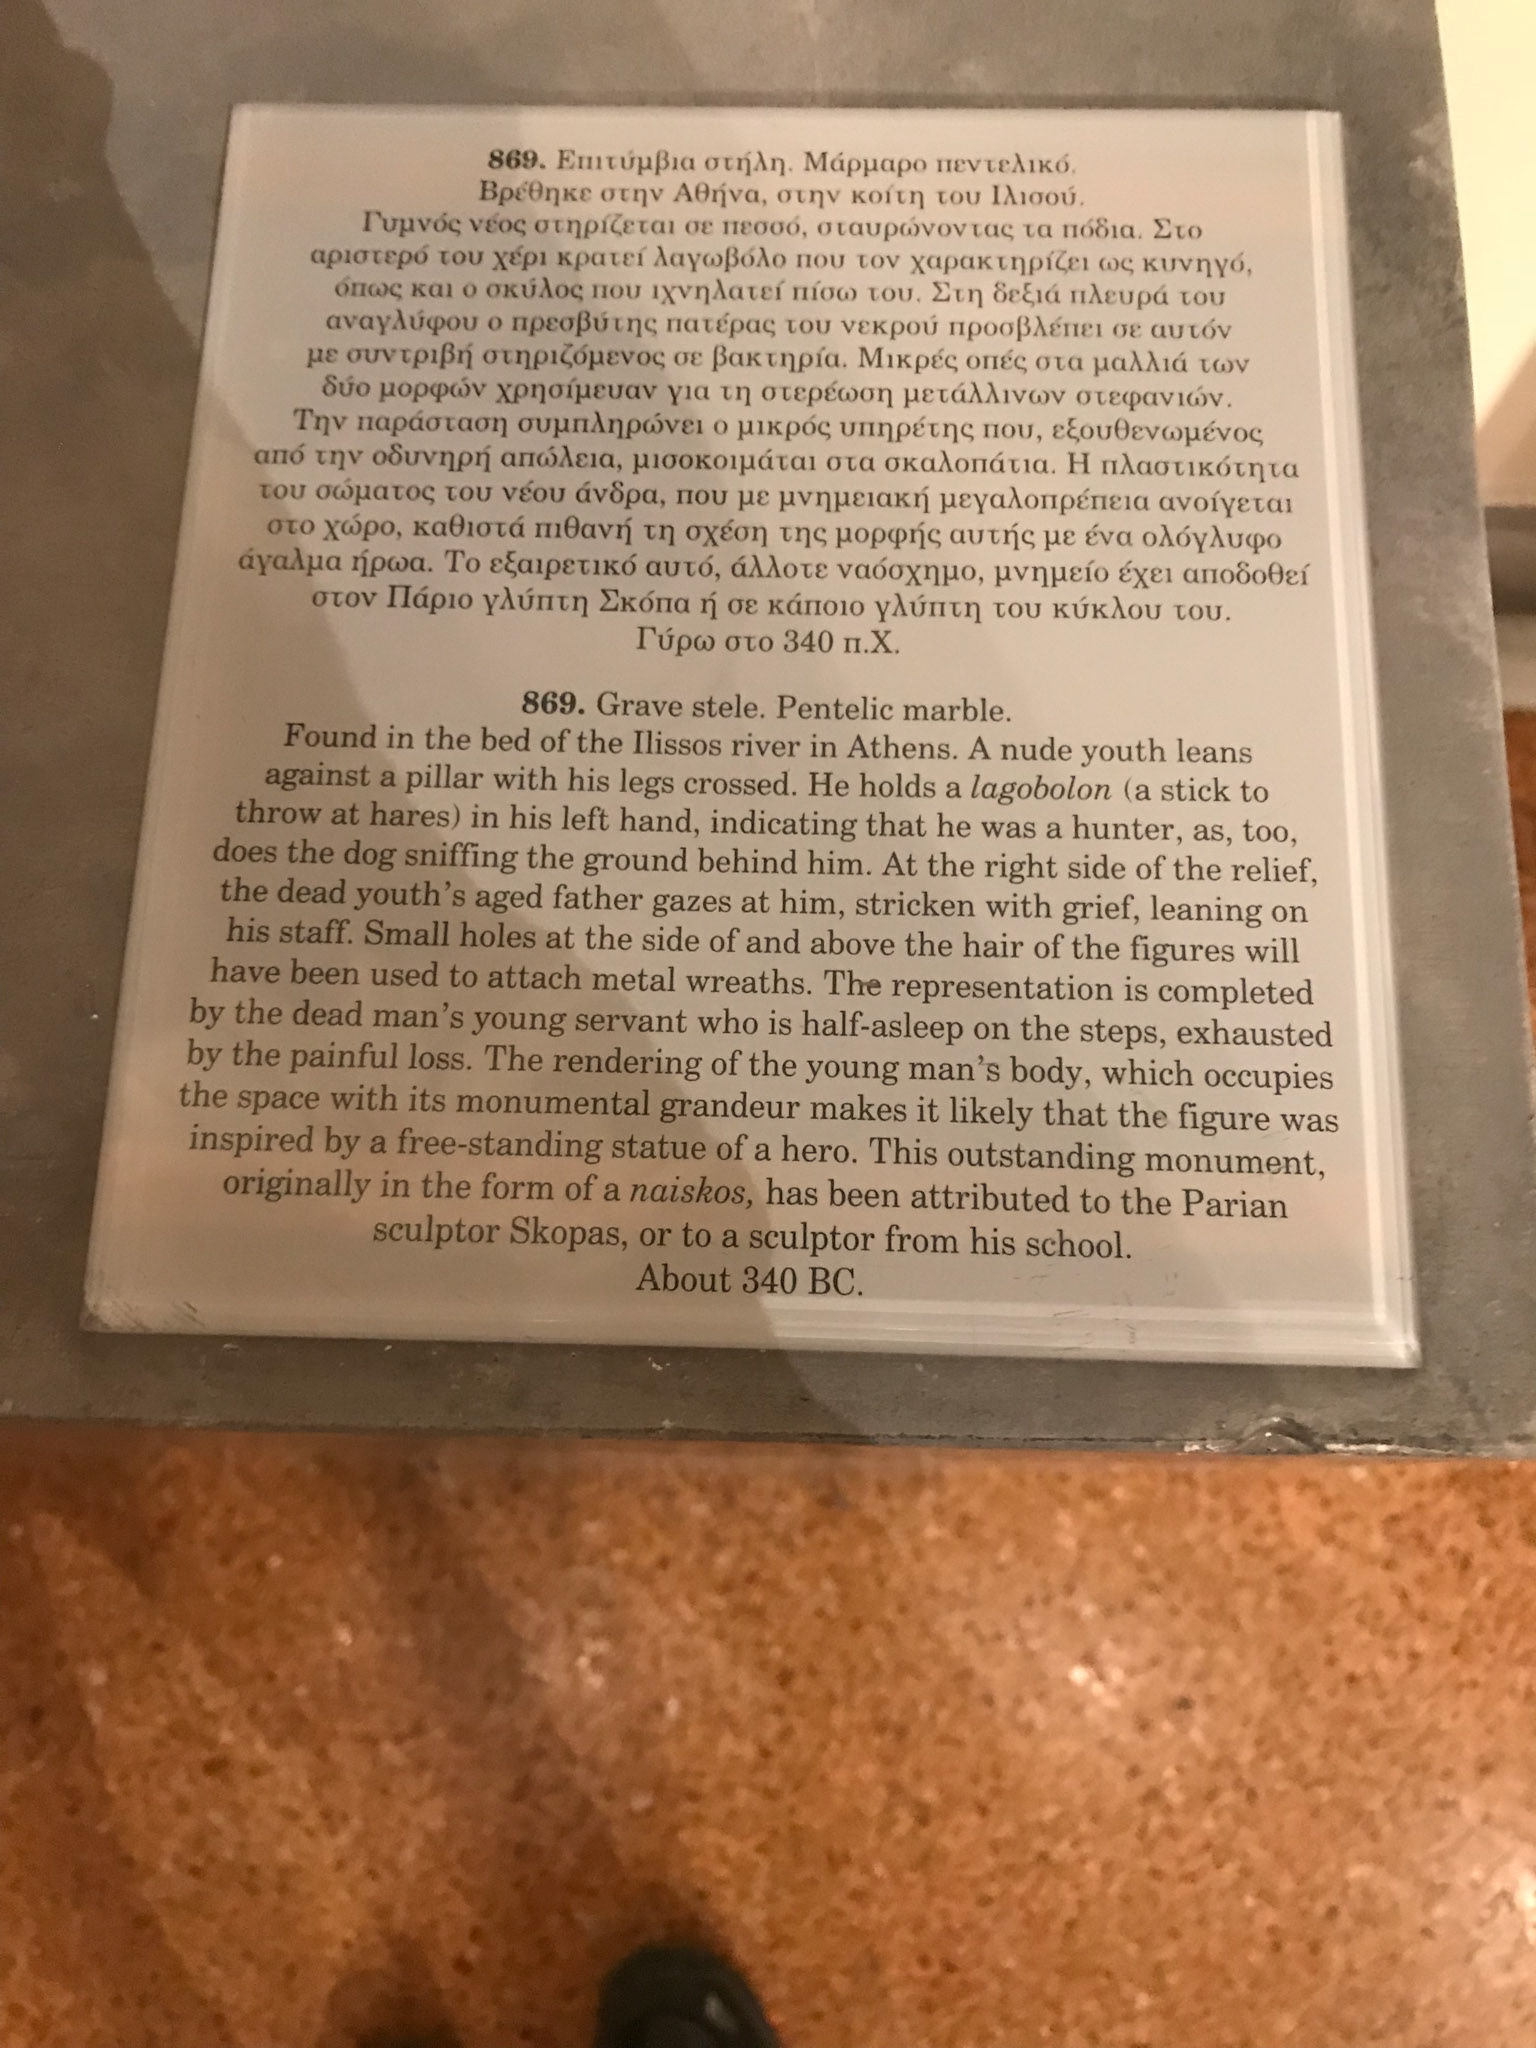 869. Επιτύμβια στήλη. Μάρμαρο πεντελικό.
Βρέθηκε στην Αθήνα, στην κοίτη του Ιλισού.
Γυμνός νέος στηρίζεται σε πεσσό, σταυρώνοντας τα πόδια. Στο
αριστερό του χέρι κρατεί λαγωβόλο που τον χαρακτηρίζει ως κυνηγό,
όπως και ο σκύλος που ιχνηλατεί πίσω του. Στη δεξιά πλευρά του
αναγλύφου ο πρεσβύτης πατέρας του νεκρού προσβλέπει σε αυτόν
με συντριβή στηριζόμενος σε βακτηρία. Μικρές οπές στα μαλλιά των
δύο μορφών χρησίμευαν για τη στερέωση μετάλλινων στεφανιών.
Την παράσταση συμπληρώνει ο μικρός υπηρέτης που, εξουθενωμένος
από την οδυνηρή απώλεια, μισοκοιμάται στα σκαλοπάτια. Η πλαστικότητα
του σώματος του νέου άνδρα, που με μνημειακή μεγαλοπρέπεια ανοίγεται
στο χώρο, καθιστά πιθανή τη σχέση της μορφής αυτής με ένα ολόγλυφο
άγαλμα ήρωα. Το εξαιρετικό αυτό, άλλοτε ναόσχημο, μνημείο έχει αποδοθεί
στον Πάριο γλύπτη Σκόπα ή σε κάποιο γλύπτη του κύκλου του.
Γύρω στο 340 π.Χ.
869. Grave stele. Pentelic marble.
Found in the bed of the Ilissos river in Athens. A nude youth leans
against a pillar with his legs crossed. He holds a lagobolon (a stick to
throw at hares) in his left hand, indicating that he was a hunter, as, too,
does the dog sniffing the ground behind him. At the right side of the relief,
the dead youth's aged father gazes at him, stricken with grief, leaning on
his staff. Small holes at the side of and above the hair of the figures will
have been used to attach metal wreaths. The representation is completed
by the dead man's young servant who is half-asleep on the steps, exhausted
by the painful loss. The rendering of the young man's body, which occupies
the space with its monumental grandeur makes it likely that the figure was
inspired by a free-standing statue of a hero. This outstanding monument,
originally in the form of a naiskos, has been attributed to the Parian
sculptor Skopas, or to a sculptor from his school.
About 340 BC.